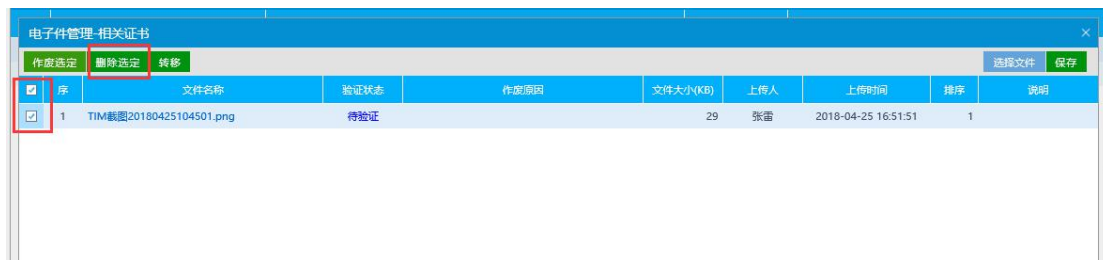 电子件管理-相关证书
作废选定 删除选定 转移 选择文件 保存
序 文件名称 验证状态 作废原因 文件大小(KB) 上传人 上传时间 排序 说明
1 TIM截图20180425104501.png 待验证 29 张雷 2018-04-25 16:51:51 1